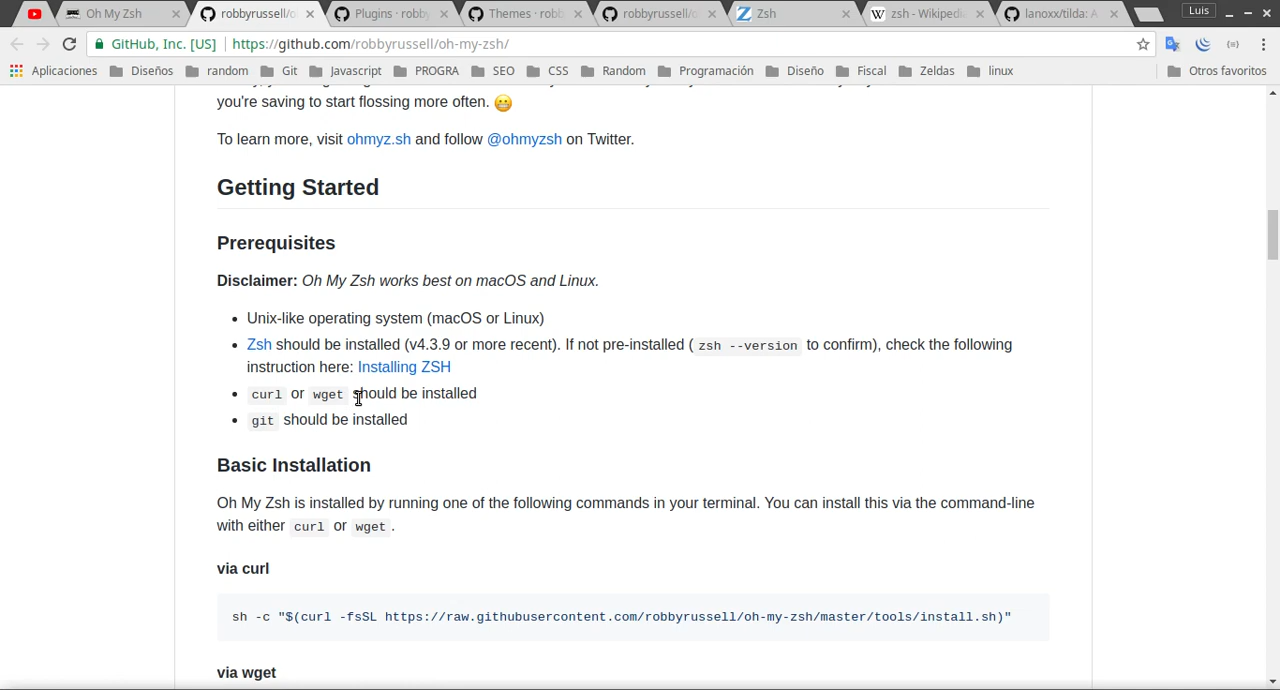 Oh My Zsh
robbyrussell/o
Plugins · robby
Themes · robb
robbyrussell/o
Zsh
zsh - Wikipedi
lanoxx/tilda: A
Luis
GitHub, Inc. [US] https://github.com/robbyrussell/oh-my-zsh/
Aplicaciones Diseños random Git Javascript PROGRA SEO CSS Random Programación Diseño Fiscal Zeldas linux Otros favoritos
you're saving to start flossing more often.
To learn more, visit ohmyz.sh and follow @ohmyzsh on Twitter.
Getting Started
Prerequisites
Disclaimer: Oh My Zsh works best on macOS and Linux.
Unix-like operating system (macOS or Linux)
Zsh should be installed (v4.3.9 or more recent). If not pre-installed ( zsh --version to confirm), check the following
instruction here: Installing ZSH
curl or wget should be installed
git should be installed
Basic Installation
Oh My Zsh is installed by running one of the following commands in your terminal. You can install this via the command-line
with either curl or wget .
via curl
sh -c "$(curl -fsSL https://raw.githubusercontent.com/robbyrussell/oh-my-zsh/master/tools/install.sh)"
via wget